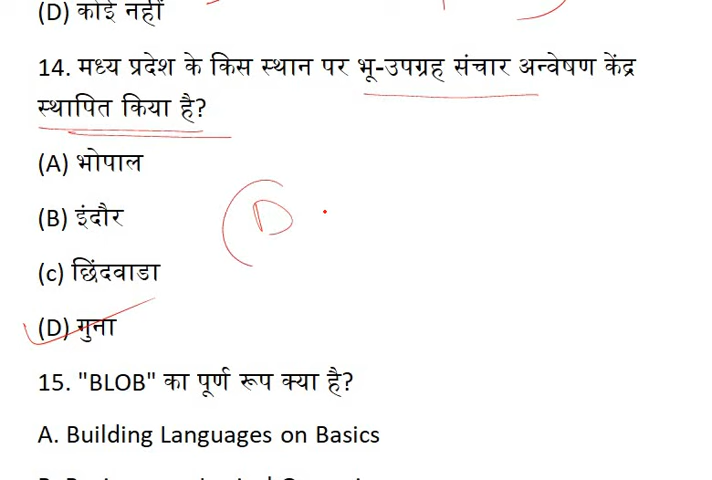 (D) कोई नहीं
14. मध्य प्रदेश के किस स्थान पर भू-उपग्रह संचार अन्वेषण केंद्र
स्थापित किया है?
(A) भोपाल
(B) इंदौर
D
(c) छिंदवाडा
(D) गुना
15. "BLOB" का पूर्ण रूप क्या है?
A. Building Languages on Basics